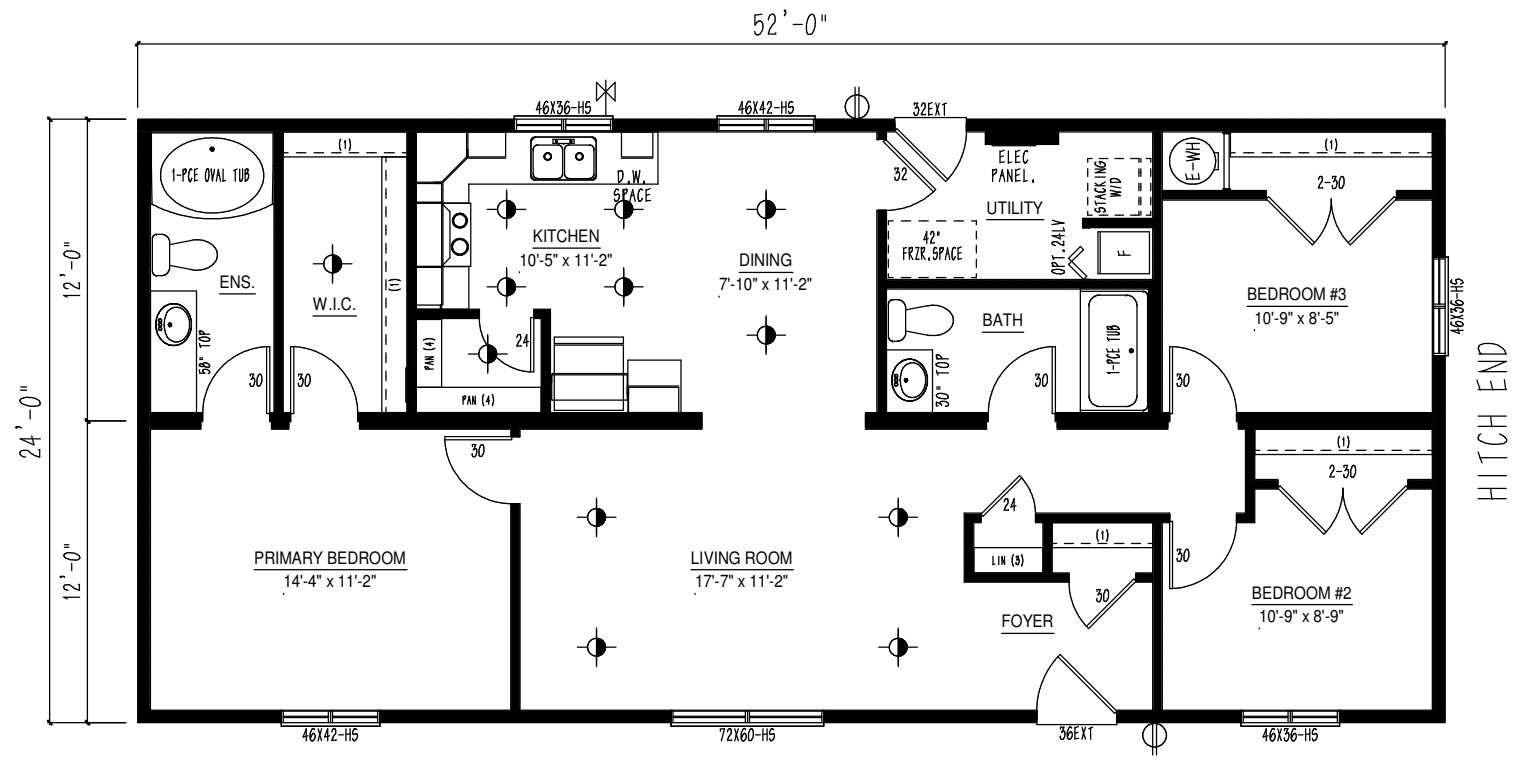 52'-0"
46X36-HS
46X42-HS
32EXT
1-PCE OVAL TUB
(1)
D.W.
SPACE
32
ELEC
PANEL.
STACKING
W/D
E-WH
(1)
2-30
KITCHEN
10'-5" x 11'-2"
DINING
7'-10" x 11'-2"
UTILITY
42"
FRZR.SPACE
OPT.24LV
F
12'-0"
ENS.
W.I.C.
(1)
BEDROOM #3
10'-9" x 8'-5"
46X36-HS
58" TOP
30
30
PAN (4)
24
PAN (4)
BATH
30" TOP
30
1-PCE TUB
30
24'-0"
HITCH END
30
(1)
2-30
24
LIN (3)
(1)
30
30
12'-0"
PRIMARY BEDROOM
14'-4" x 11'-2"
LIVING ROOM
17'-7" x 11'-2"
FOYER
BEDROOM #2
10'-9" x 8'-9"
46X42-HS
72X60-HS
36EXT
46X36-HS